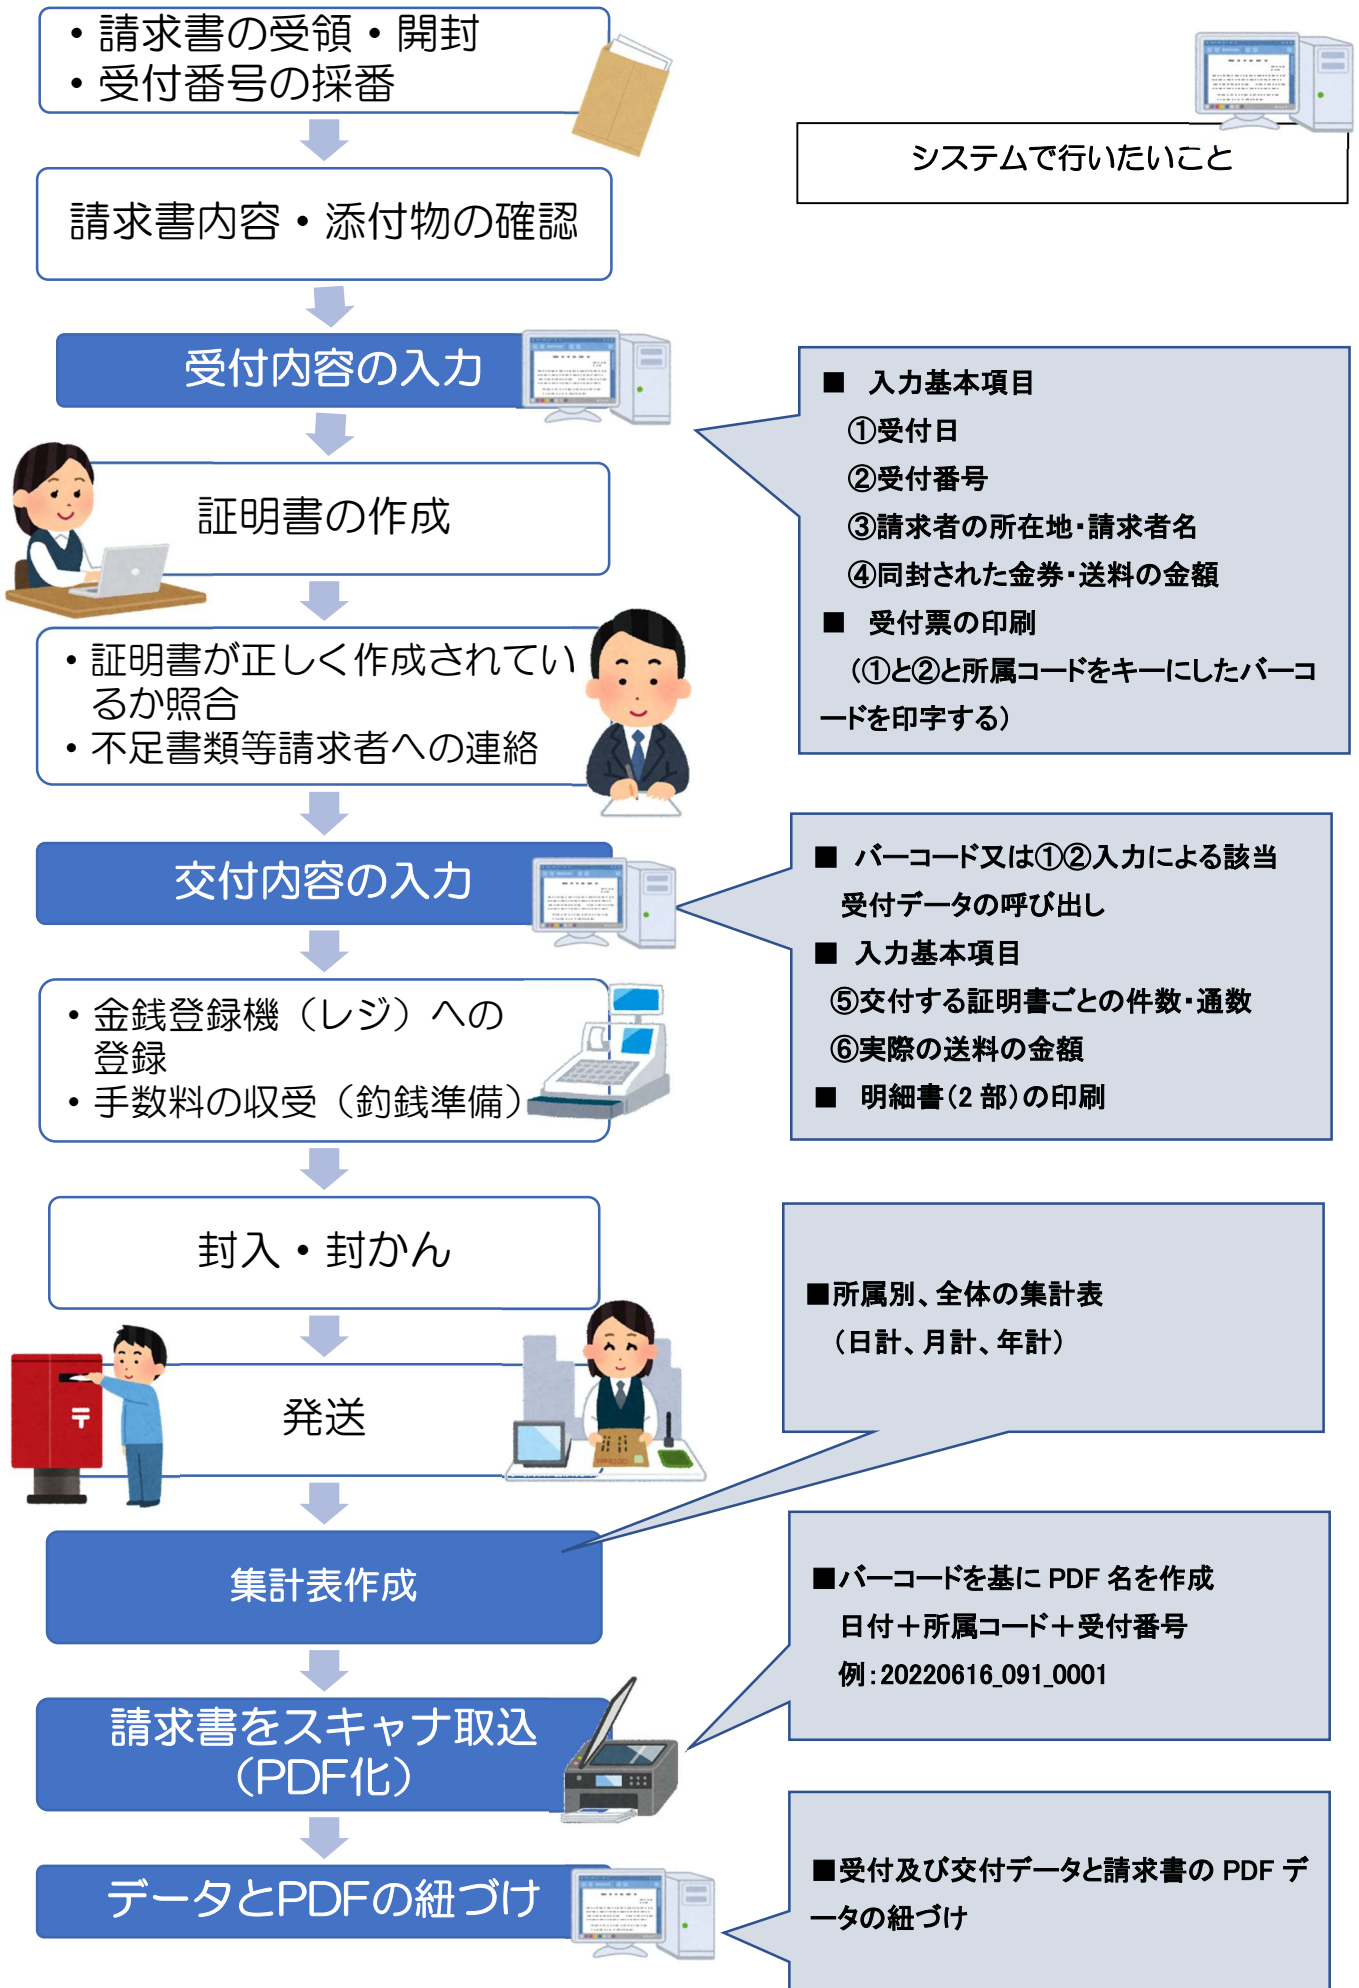 ・請求書の受領・開封
・受付番号の採番
システムで行いたいこと
請求書内容・添付物の確認
受付内容の入力
■ 入力基本項目
①受付日
②受付番号
③請求者の所在地・請求者名
④同封された金券・送料の金額
■ 受付票の印刷
（①と②と所属コードをキーにしたバーコ
ードを印字する）
証明書の作成
・証明書が正しく作成されてい
るか照合
・不足書類等請求者への連絡
交付内容の入力
■ バーコード又は①②入力による該当
受付データの呼び出し
■ 入力基本項目
⑤交付する証明書ごとの件数・通数
⑥実際の送料の金額
■ 明細書（2 部）の印刷
・金銭登録機（レジ）への
登録
・手数料の収受（釣銭準備）
封入・封かん
■所属別、全体の集計表
（日計、月計、年計）
発送
集計表作成
■バーコードを基に PDF 名を作成
日付＋所属コード＋受付番号
例：20220616_091_0001
請求書をスキャナ取込
（PDF化）
データとPDFの紐づけ
■受付及び交付データと請求書の PDF デ
ータの紐づけ